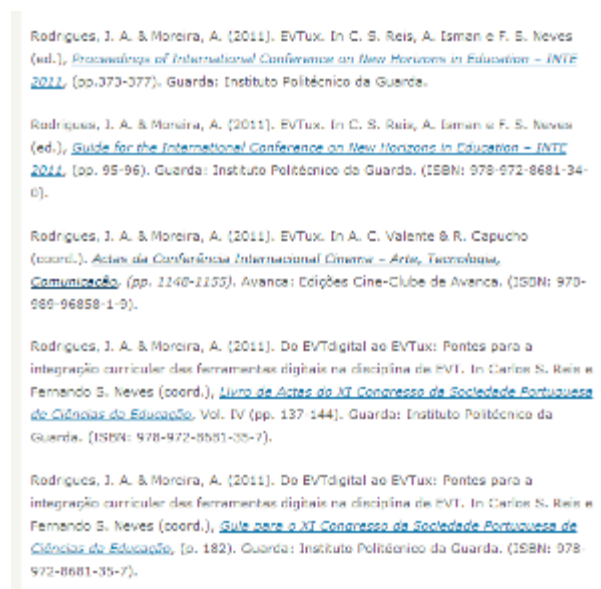 Rodrigues, J. A. & Moreira, A. (2011). EVTux. In C. S. Reis, A. Isman e F. S. Neves
(ed.), Proceedings of International Conference on New Horizons in Education – INTE
2011, (pp.373-377). Guarda: Instituto Politécnico da Guarda.
Rodrigues, J. A. & Moreira, A. (2011). EVTux. In C. S. Reis, A. Isman e F. S. Neves
(ed.), Guide for the International Conference on New Horizons in Education – INTE
2011, (pp. 95-96). Guarda: Instituto Politécnico da Guarda. (ISBN: 978-972-8681-34-
0).
Rodrigues, J. A. & Moreira, A. (2011). EVTux. In A. C. Valente & R. Capucho
(coord.). Actas da Conferência Internacional Cinema – Arte, Tecnologia,
Comunicação, (pp. 1148-1155). Avanca: Edições Cine-Clube de Avanca. (ISBN: 978-
989-96858-1-9).
Rodrigues, J. A. & Moreira, A. (2011). Do EVTdigital ao EVTux: Pontes para a
integração curricular das ferramentas digitais na disciplina de EVT. In Carlos S. Reis e
Fernando S. Neves (coord.), Livro de Actas do XI Congresso da Sociedade Portuguesa
de Ciências da Educação, Vol. IV (pp. 137-144). Guarda: Instituto Politécnico da
Guarda. (ISBN: 978-972-8681-35-7).
Rodrigues, J. A. & Moreira, A. (2011). Do EVTdigital ao EVTux: Pontes para a
integração curricular das ferramentas digitais na disciplina de EVT. In Carlos S. Reis e
Fernando S. Neves (coord.), Guia para o XI Congresso da Sociedade Portuguesa de
Ciências da Educação, (p. 182). Guarda: Instituto Politécnico da Guarda. (ISBN: 978-
972-8681-35-7).